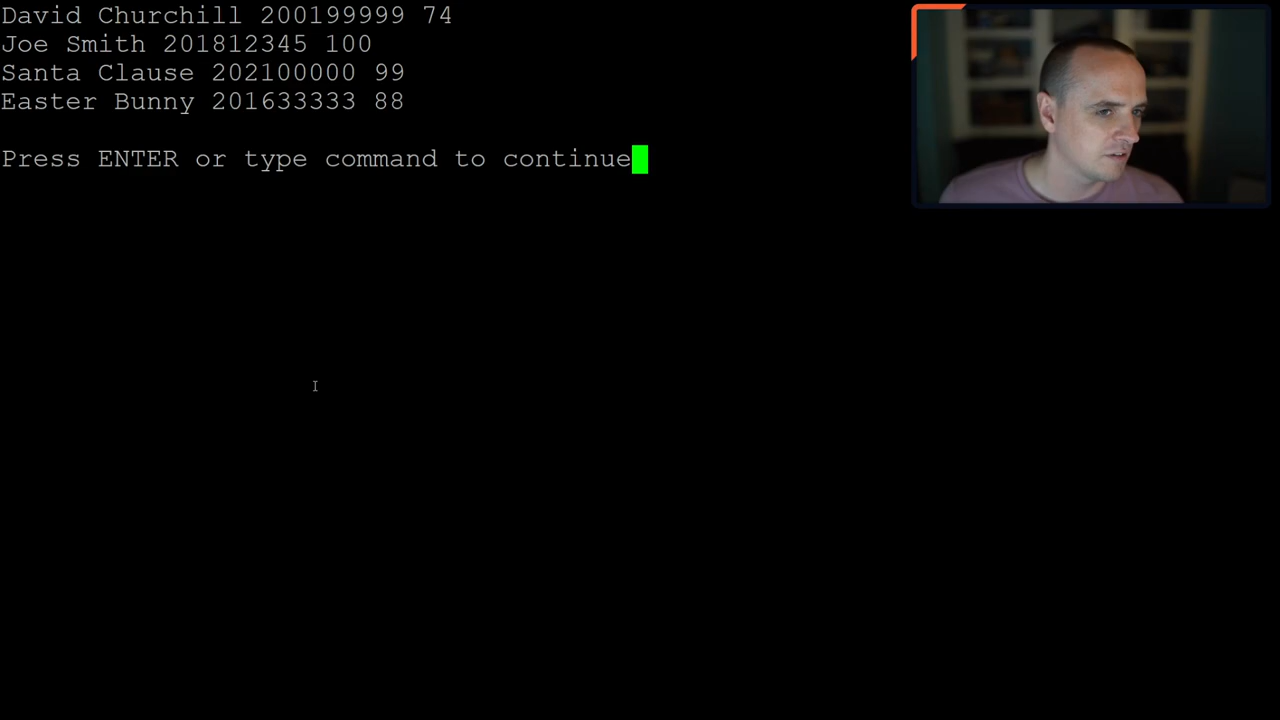 David Churchill 200199999 74
Joe Smith 201812345 100
Santa Clause 202100000 99
Easter Bunny 201633333 88
Press ENTER or type command to continue